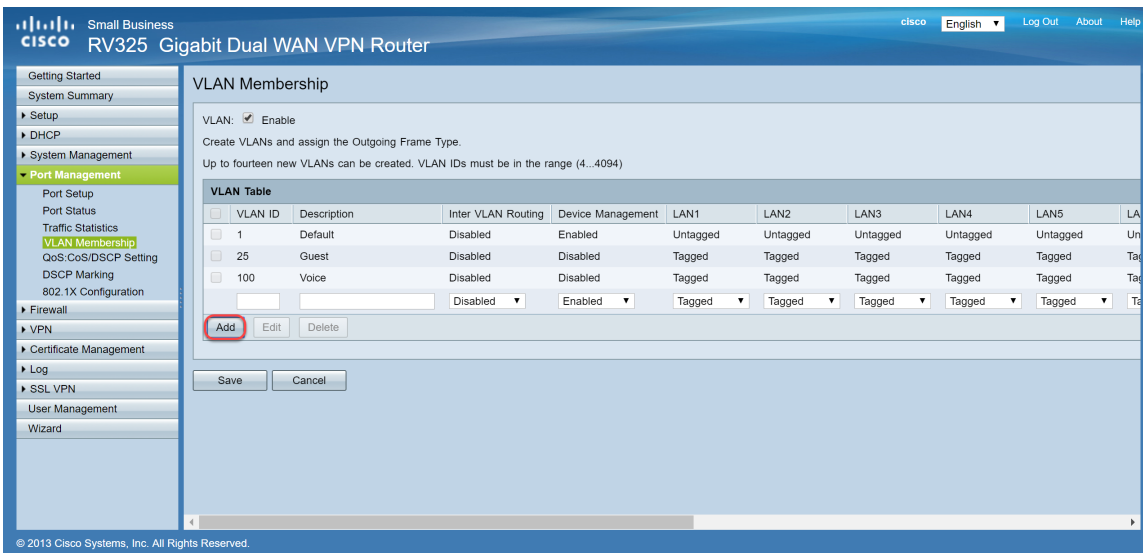 Small Business
cisco English Log Out About Help
CISCO RV325 Gigabit Dual WAN VPN Router
Getting Started
System Summary
Setup
DHCP
System Management
Port Management
Port Setup
Port Status
Traffic Statistics
VLAN Membership
QoS:CoS/DSCP Setting
DSCP Marking
802.1X Configuration
Firewall
VPN
Certificate Management
Log
SSL VPN
User Management
Wizard
VLAN Membership
VLAN: Enable
Create VLANs and assign the Outgoing Frame Type.
Up to fourteen new VLANs can be created. VLAN IDs must be in the range (4...4094)
VLAN Table
VLAN ID Description Inter VLAN Routing Device Management LAN1 LAN2 LAN3 LAN4 LAN5 LA
1 Default Disabled Enabled Untagged Untagged Untagged Untagged Untagged Un
25 Guest Disabled Disabled Tagged Tagged Tagged Tagged Tagged Tag
100 Voice Disabled Disabled Tagged Tagged Tagged Tagged Tagged Tag
Disabled Enabled Tagged Tagged Tagged Tagged Tagged Ta
Add Edit Delete
Save Cancel
© 2013 Cisco Systems, Inc. All Rights Reserved.